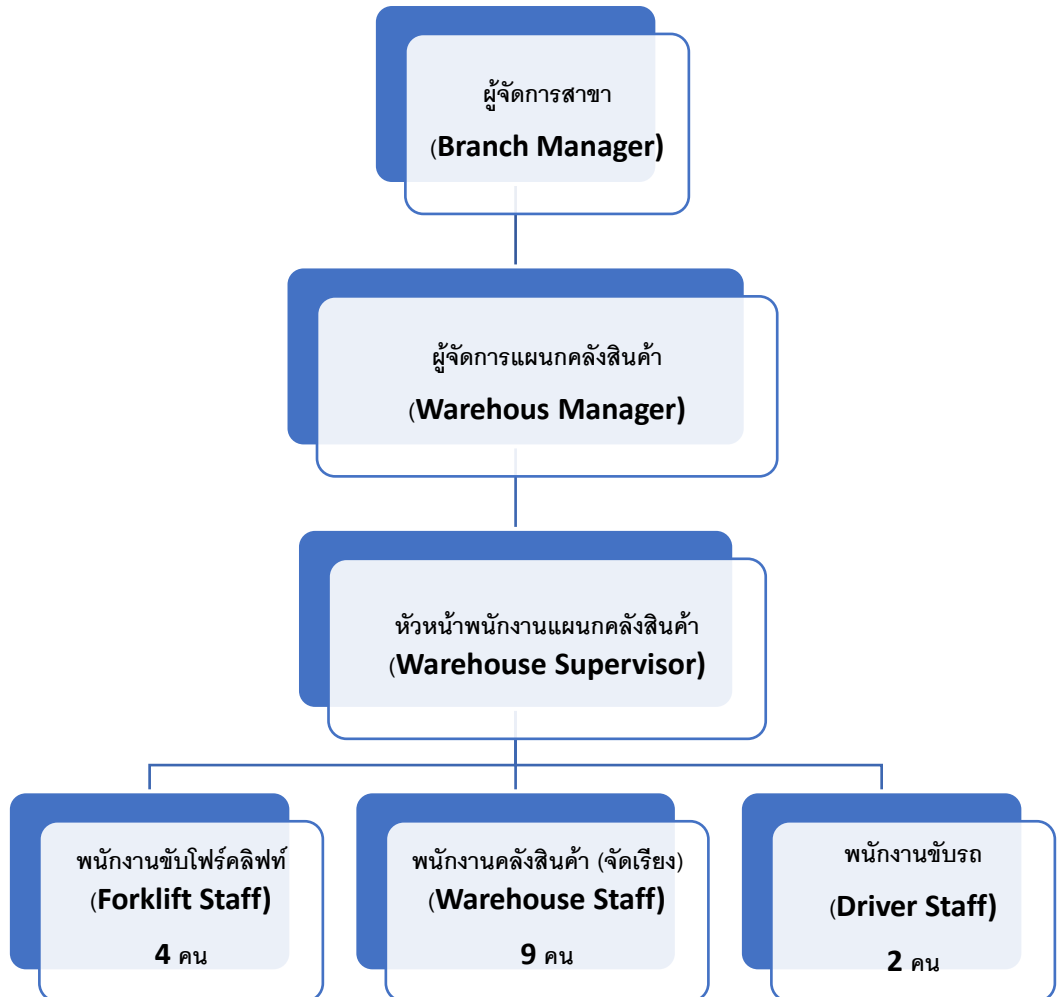 ผู้จัดการสาขา
(Branch Manager)
ผู้จัดการแผนกคลังสินค้า
(Warehous Manager)
หัวหน้าพนักงานแผนกคลังสินค้า
(Warehouse Supervisor)
พนักงานขับโฟร์คลิฟท์
(Forklift Staff)
4 คน
พนักงานคลังสินค้า (จัดเรียง)
(Warehouse Staff)
9 คน
พนักงานขับรถ
(Driver Staff)
2 คน